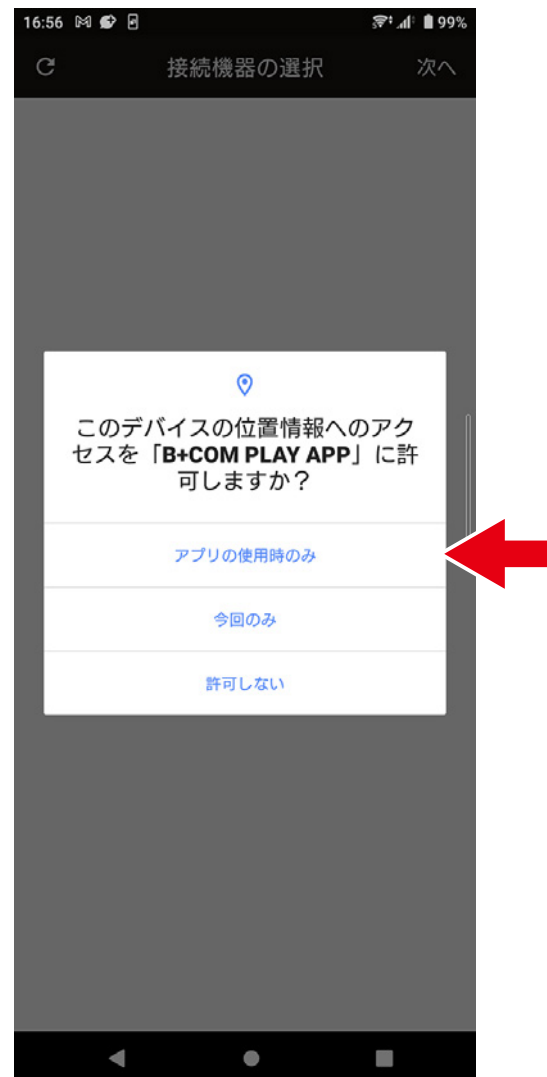 16:56 99%
接続機器の選択 次へ
このデバイスの位置情報へのアク
セスを「B+COM PLAY APP」に許
可しますか？
アプリの使用時のみ
今回のみ
許可しない